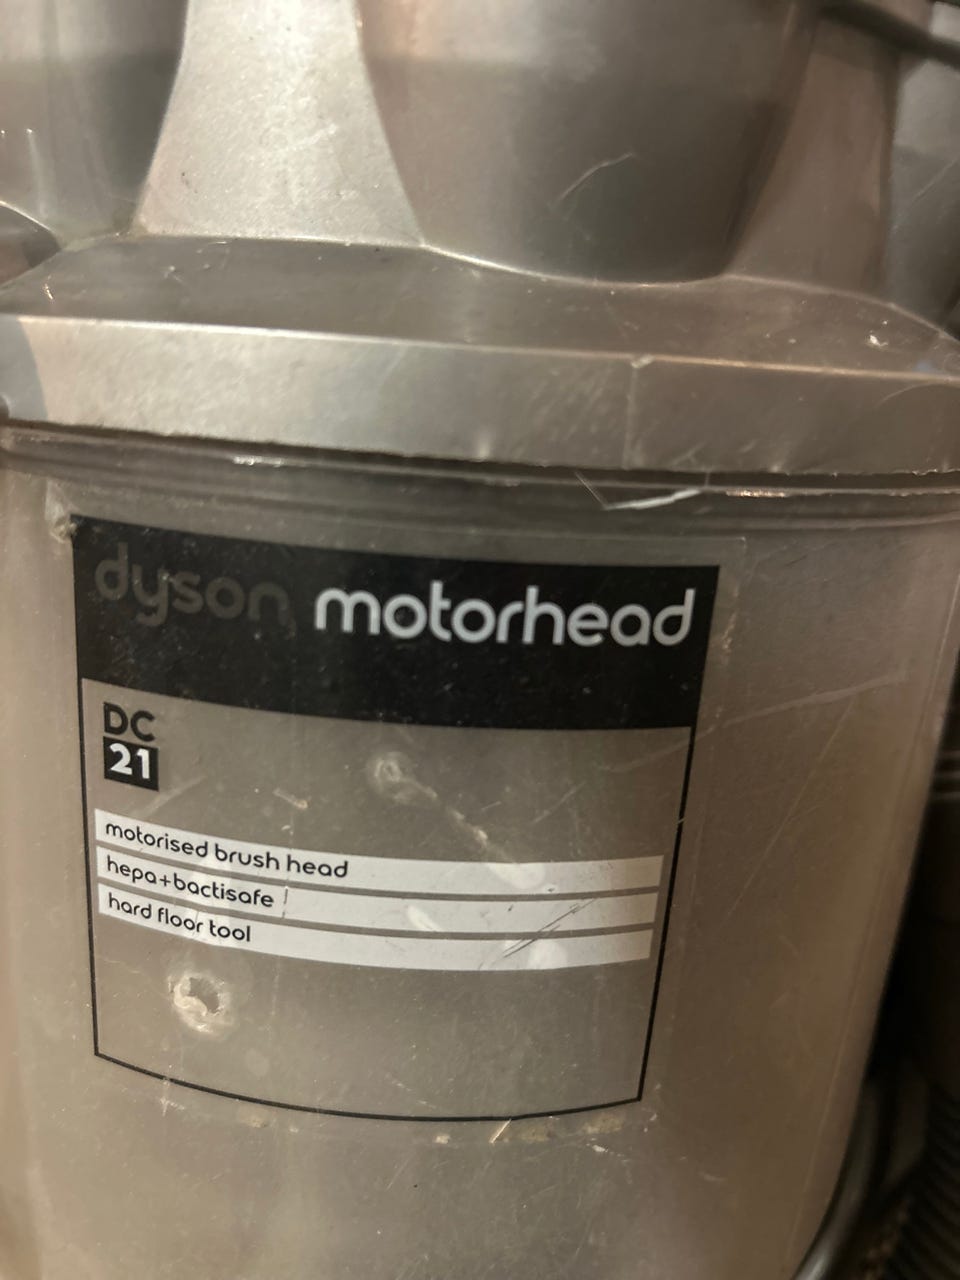 dyson motorhead
DC
21
motorised brush head
hepa+bactisafe
hard floor tool